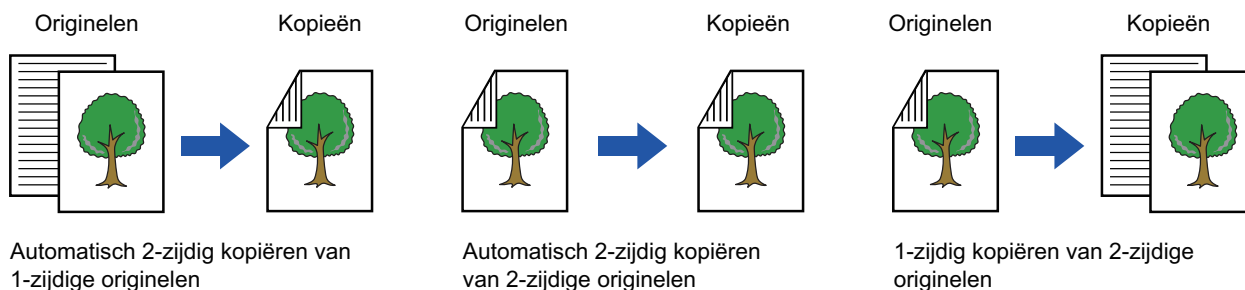 Originelen
Kopieën
Originelen
Kopieën
Originelen
Kopieën
Automatisch 2-zijdig kopiëren van
1-zijdige originelen
Automatisch 2-zijdig kopiëren
van 2-zijdige originelen
1-zijdig kopiëren van 2-zijdige
originelen